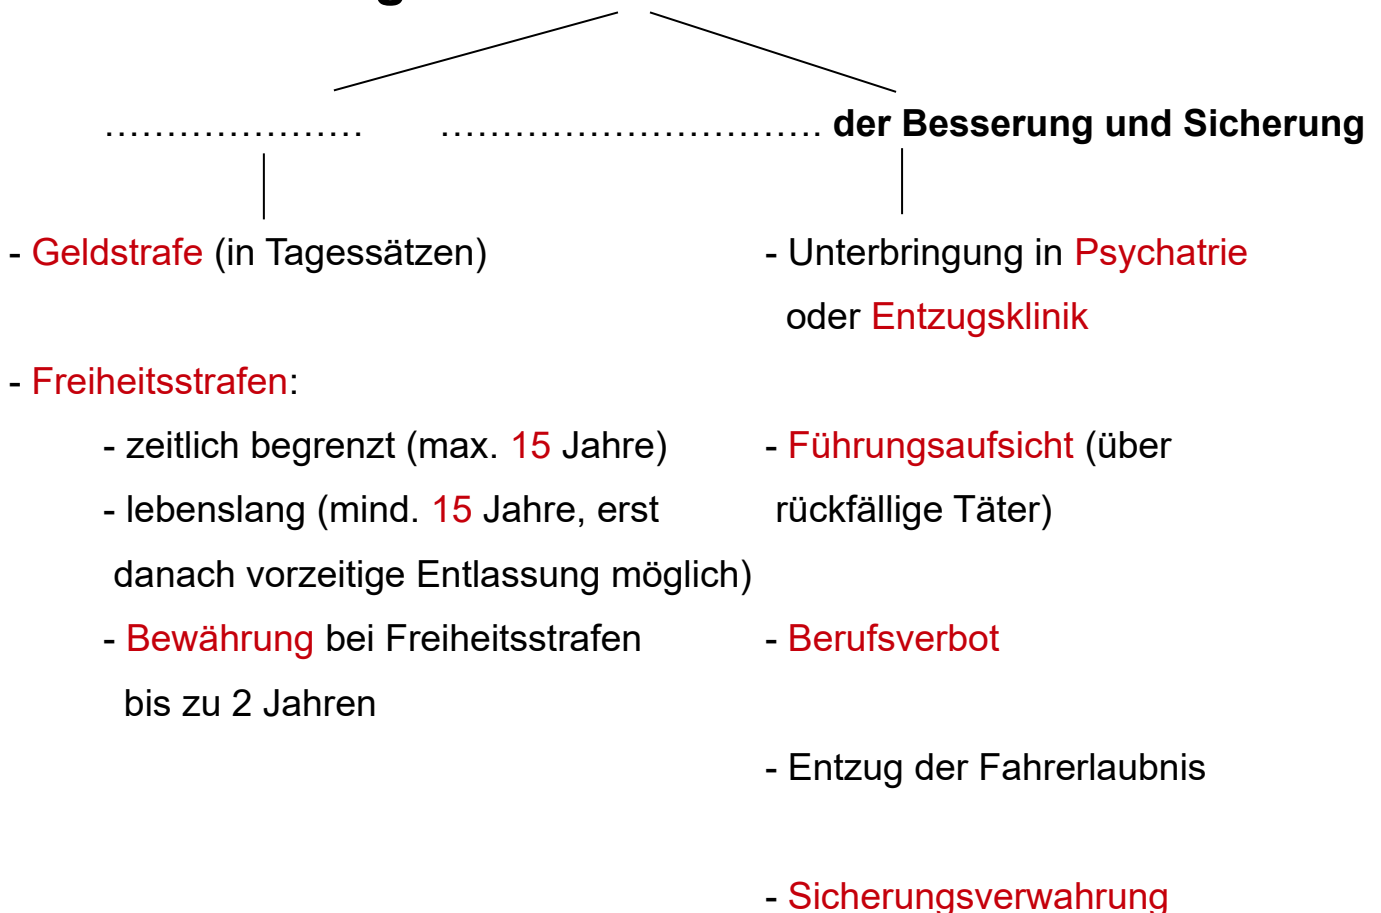 ………………… …………………………. der Besserung und Sicherung
- Geldstrafe (in Tagessätzen)
- Freiheitsstrafen:
- zeitlich begrenzt (max. 15 Jahre)
- lebenslang (mind. 15 Jahre, erst
danach vorzeitige Entlassung möglich)
- Bewährung bei Freiheitsstrafen
bis zu 2 Jahren
- Unterbringung in Psychatrie
oder Entzugsklinik
- Führungsaufsicht (über
rückfällige Täter)
- Berufsverbot
- Entzug der Fahrerlaubnis
- Sicherungsverwahrung